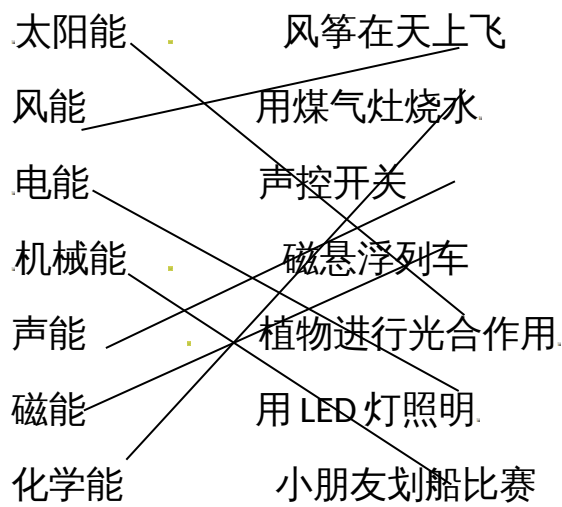 太阳能 风筝在天上飞
风能 用煤气灶烧水
电能 声控开关
机械能 磁悬浮列车
声能 植物进行光合作用
磁能 用 LED 灯照明
化学能 小朋友划船比赛